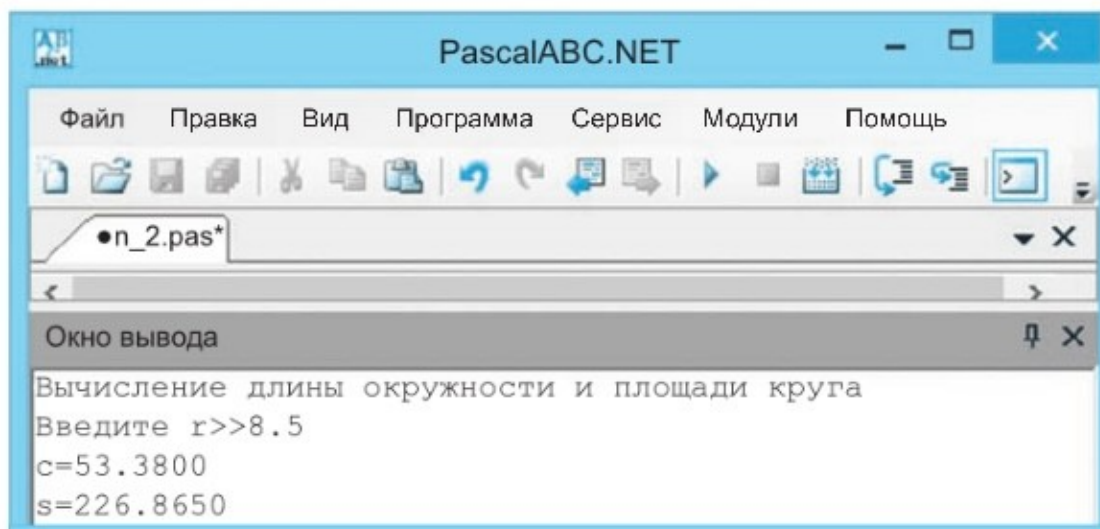 PascalABC.NET
Файл Правка Вид Программа Сервис Модули Помощь
●n_2.pas*
Окно вывода
Вычисление длины окружности и площади круга
Введите r>>8.5
c=53.3800
s=226.8650